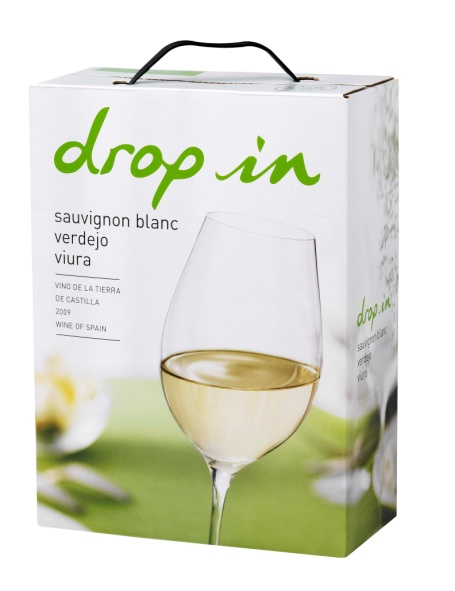 drop in
sauvignon blanc
verdejo
viura
VINO DE LA TIERRA
DE CASTILLA
2009
WINE OF SPAIN
drop in
sauvignon blanc
verdejo
viura